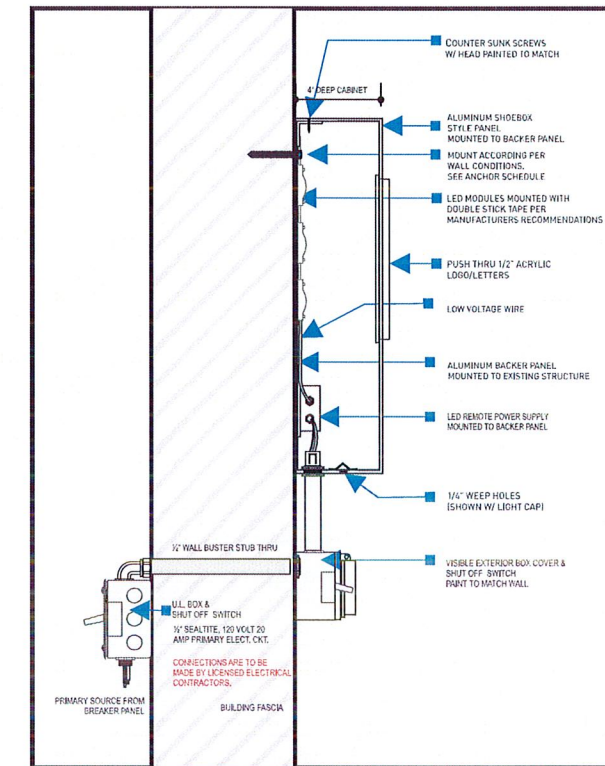 COUNTER SUNK SCREWS
W/ HEAD PAINTED TO MATCH
4" DEEP CABINET
ALUMINUM SHOEBOX
STYLE PANEL
MOUNTED TO BACKER PANEL
MOUNT ACCORDING PER
WALL CONDITIONS.
SEE ANCHOR SCHEDULE
LED MODULES MOUNTED WITH
DOUBLE STICK TAPE PER
MANUFACTURERS RECOMMENDATIONS
PUSH THRU 1/2" ACRYLIC
LOGO/LETTERS
LOW VOLTAGE WIRE
ALUMINUM BACKER PANEL
MOUNTED TO EXISTING STRUCTURE
LED REMOTE POWER SUPPLY
MOUNTED TO BACKER PANEL
1/4" WEEP HOLES
(SHOWN W/ LIGHT CAP)
½" WALL BUSTER STUB THRU
VISIBLE EXTERIOR BOX COVER &
SHUT OFF SWITCH
PAINT TO MATCH WALL
U.L. BOX &
SHUT OFF SWITCH
½" SEALTITE, 120 VOLT 20
AMP PRIMARY ELECT. CKT.
CONNECTIONS ARE TO BE
MADE BY LICENSED ELECTRICAL
CONTRACTORS.
PRIMARY SOURCE FROM
BREAKER PANEL
BUILDING FASCIA